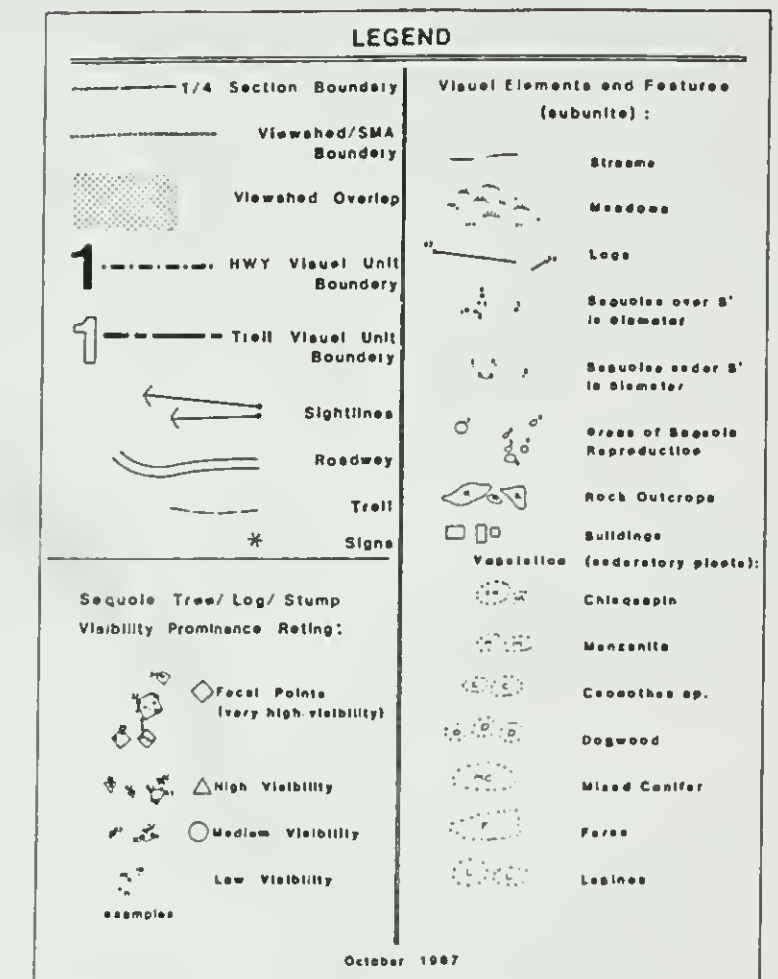 LEGEND
1/4 Section Boundary
Viewshed/SMA
Boundary
Viewshed Overlap
1 HWY Visual Unit
Boundary
1 Trail Visual Unit
Boundary
Sightlines
Roadway
Trail
* Signs
Sequoia Tree/ Log/ Stump
Visibility Prominence Rating:
Focal Points
(very high visibility)
High Visibility
Medium Visibility
Low Visibility
examples
Visual Elements and Features
(subunits) :
Streams
Meadows
Logs
Sequoias over 5'
in diameter
Sequoias under 5'
in diameter
Areas of Sequoia
Reproduction
Rock Outcrops
Buildings
Vegetation (understory plants):
Chinquapin
Manzanita
Ceanothus sp.
C
Dogwood
D D
Mixed Conifer
MC
Ferns
F
Lupines
L L
October 1987